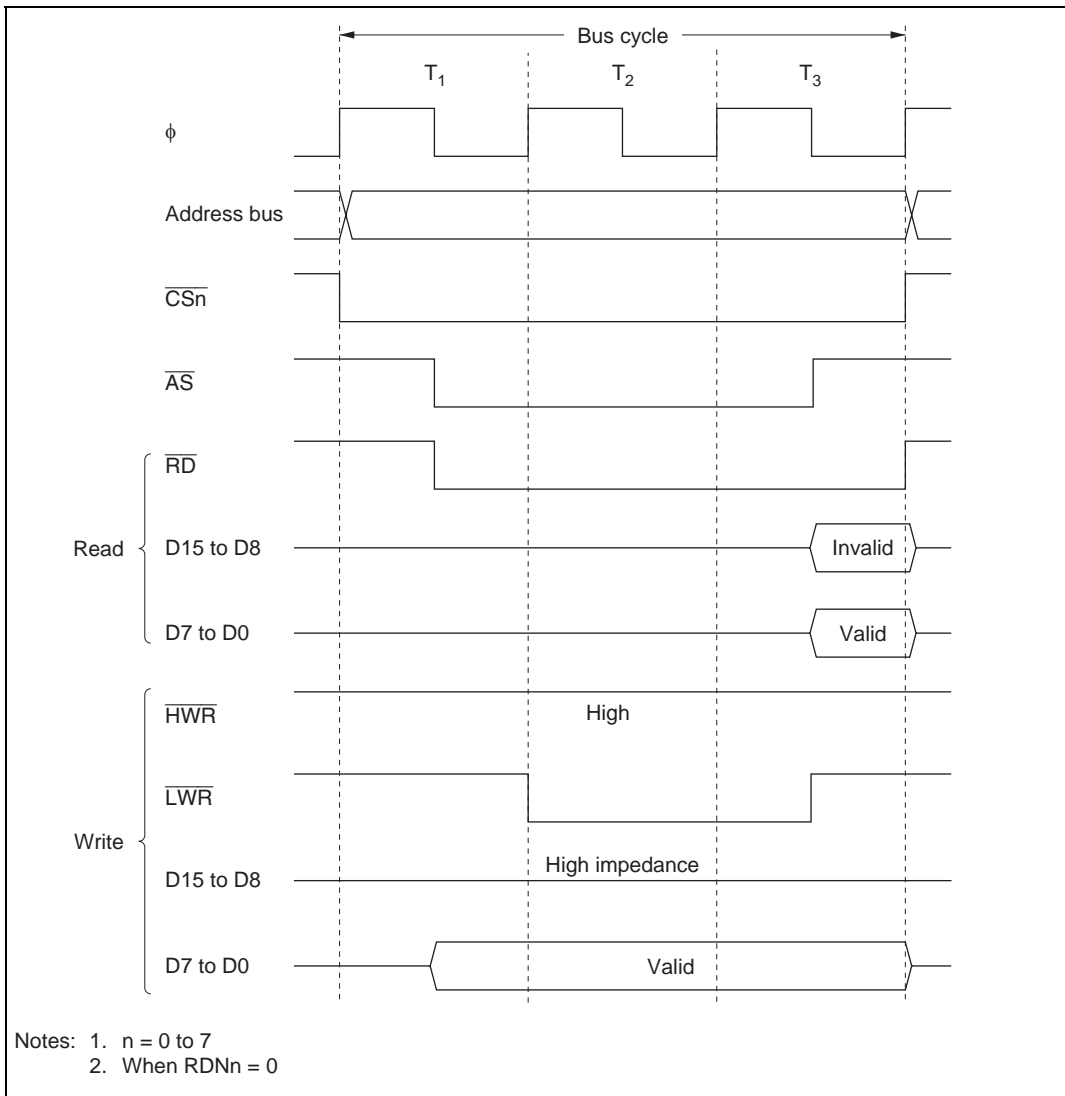 Bus cycle
T1 T2 T3
ϕ
Address bus
CSn
AS
RD
Read
D15 to D8
Invalid
D7 to D0
Valid
HWR
High
LWR
Write
High impedance
D15 to D8
D7 to D0
Valid
Notes: 1. n = 0 to 7
2. When RDNn = 0